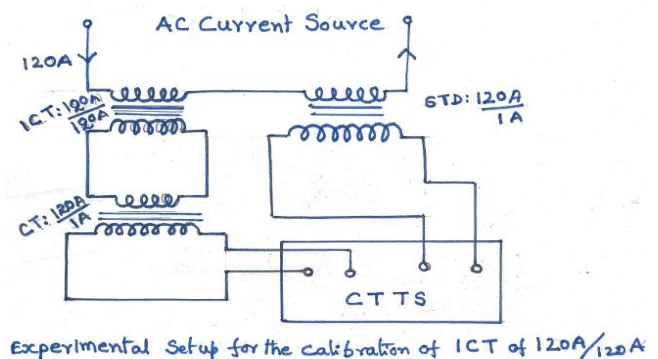 AC Current Source
120A
ICT: 120A/120A
STD: 120A/1A
CT: 120A/1A
CTTS
Experimental Setup for the Calibration of ICT of 120A/120A